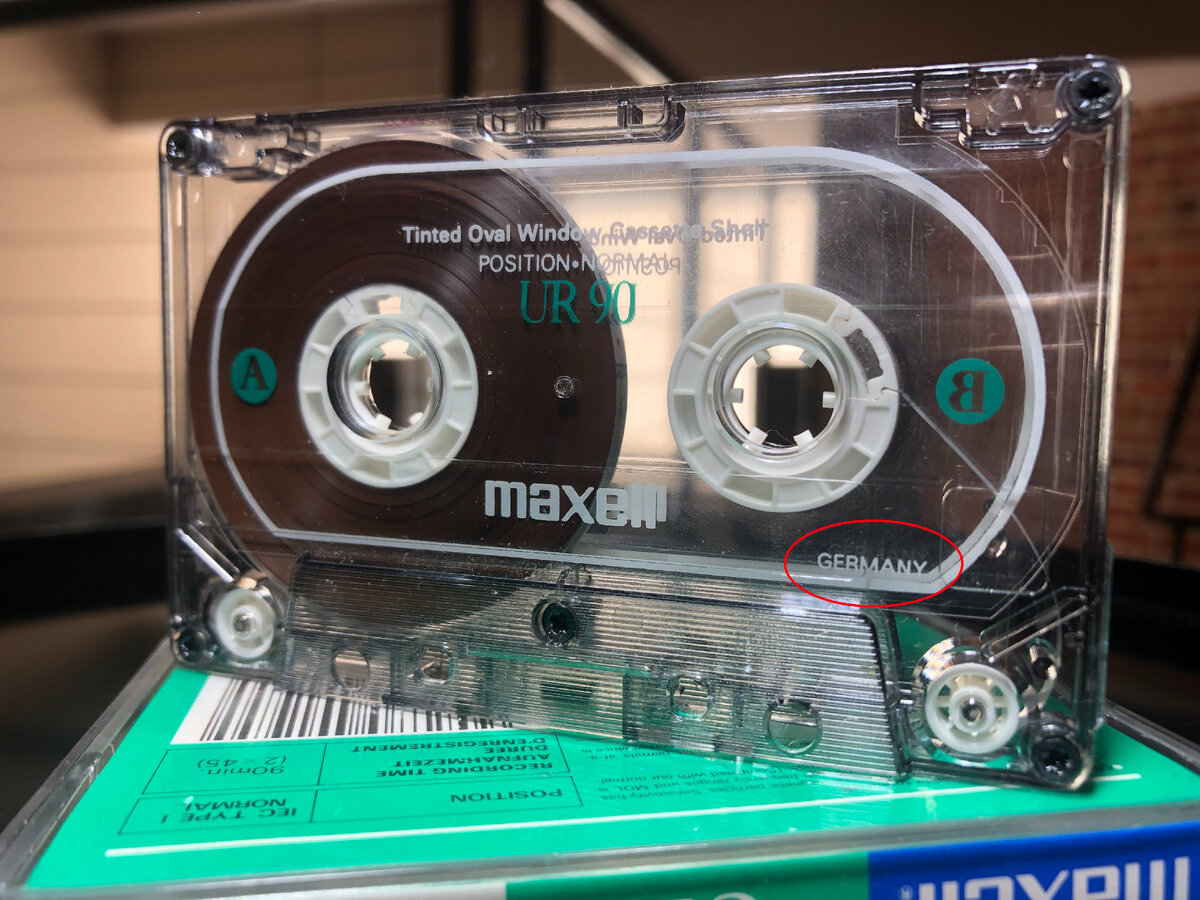 Tinted Oval Window Cassette Shell
POSITION•NORMAL
UR 90
A
B
maxell
GERMANY
POSITION
IEC TYPE I
NORMAL
RECORDING TIME
AUFNAHMEZEIT
DURÉE
D'ENREGISTREMENT
90min.
(2×45)
maxell